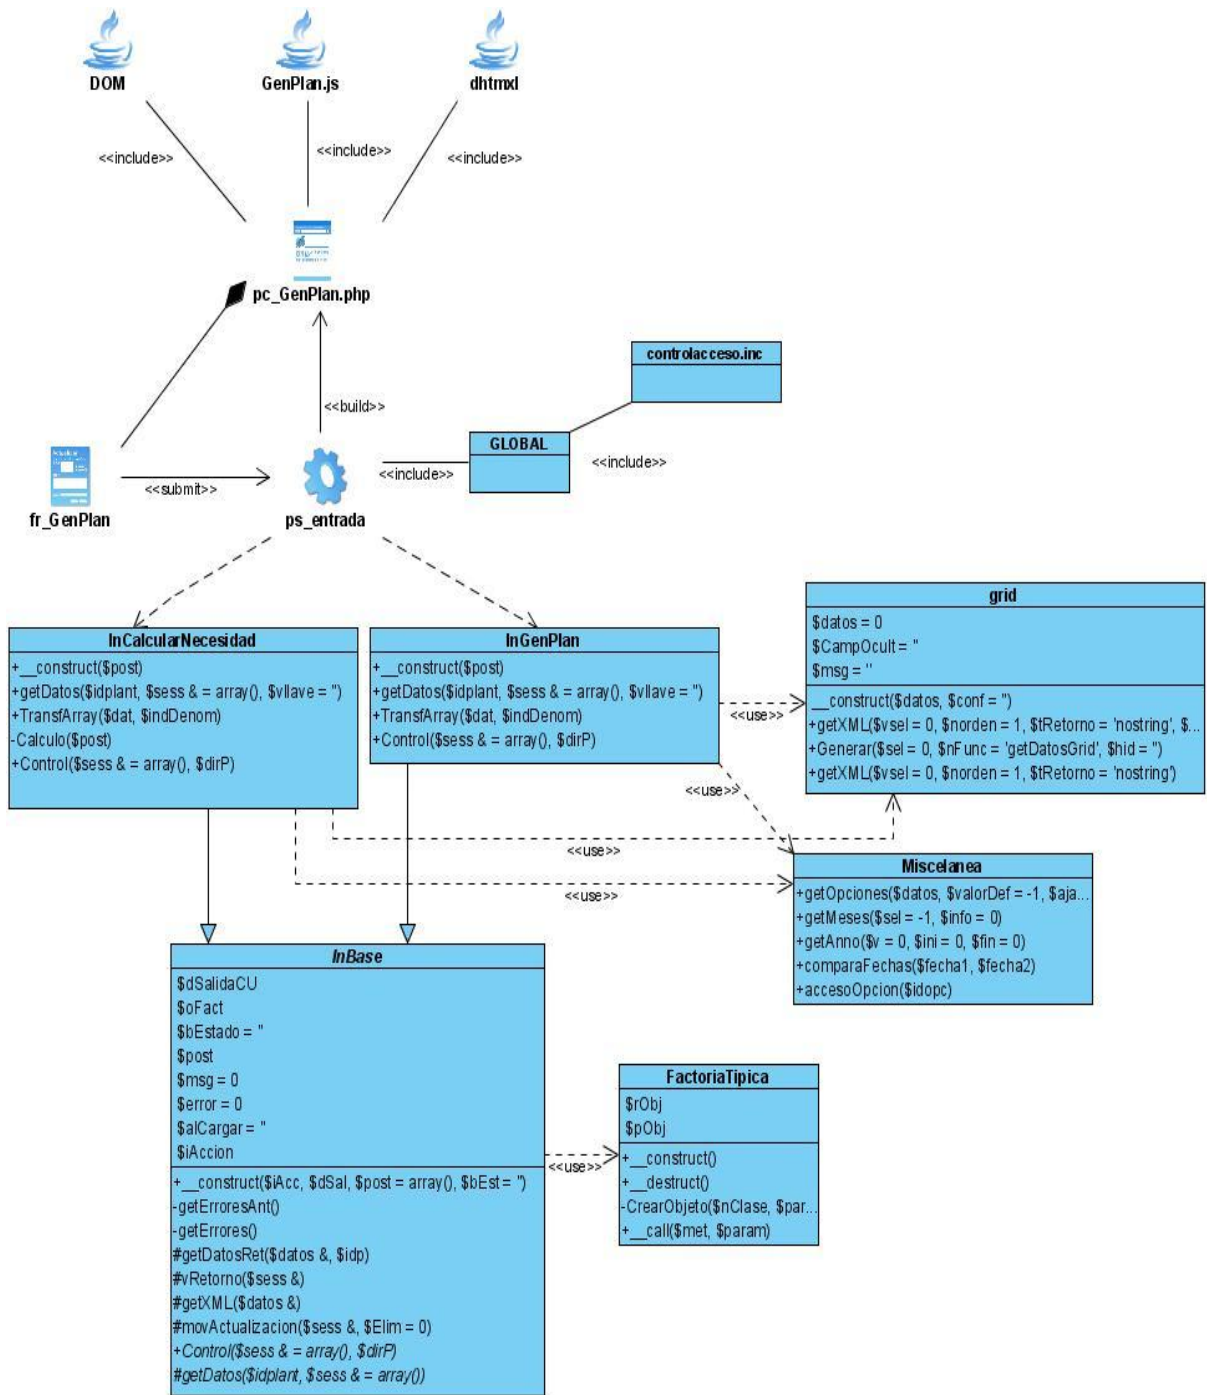 DOM
GenPlan.js
dhtmxl
<<include>>
<<include>>
<<include>>
pc_GenPlan.php
controlacceso.inc
<<build>>
GLOBAL
<<include>>
<<include>>
<<submit>>
fr_GenPlan
ps_entrada
grid
$datos = 0
$CampOcult = ''
$msg = ''
__construct($datos, $conf = '')
+getXML($vsel = 0, $norden = 1, $tRetorno = 'nostring', $...
+Generar($sel = 0, $nFunc = 'getDatosGrid', $hid = '')
+getXML($vsel = 0, $norden = 1, $tRetorno = 'nostring')
InCalcularNecesidad
+__construct($post)
+getDatos($idplant, $sess & = array(), $vllave = '')
+TransfArray($dat, $indDenom)
-Calculo($post)
+Control($sess & = array(), $dirP)
InGenPlan
+__construct($post)
+getDatos($idplant, $sess & = array(), $vllave = '')
+TransfArray($dat, $indDenom)
+Control($sess & = array(), $dirP)
<<use>>
<<use>>
<<use>>
<<use>>
Miscelanea
+getOpciones($datos, $valorDef = -1, $aja...
+getMeses($sel = -1, $info = 0)
+getAnno($v = 0, $ini = 0, $fin = 0)
+comparaFechas($fecha1, $fecha2)
+accesoOpcion($idopc)
InBase
$dSalidaCU
$oFact
$bEstado = ''
$post
$msg = 0
$error = 0
$alCargar = ''
$iAccion
+__construct($iAcc, $dSal, $post = array(), $bEst = '')
-getErroresAnt()
-getErrores()
#getDatosRet($datos &, $idp)
#vRetorno($sess &)
#getXML($datos &)
#movActualizacion($sess &, $Elim = 0)
+Control($sess & = array(), $dirP)
#getDatos($idplant, $sess & = array())
<<use>>
FactoriaTipica
$rObj
$pObj
+__construct()
+__destruct()
-CrearObjeto($nClase, $par...
+__call($met, $param)